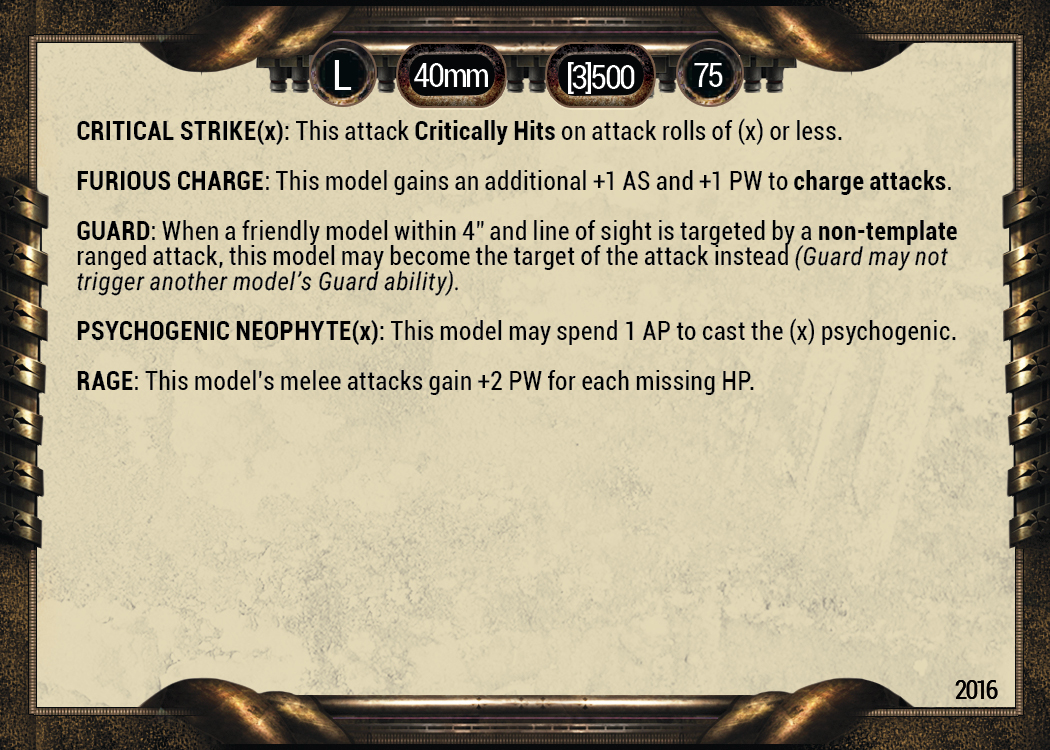 L 40mm [3]500 75
CRITICAL STRIKE(x): This attack Critically Hits on attack rolls of (x) or less.
FURIOUS CHARGE: This model gains an additional +1 AS and +1 PW to charge attacks.
GUARD: When a friendly model within 4" and line of sight is targeted by a non-template
ranged attack, this model may become the target of the attack instead (Guard may not
trigger another model's Guard ability).
PSYCHOGENIC NEOPHYTE(x): This model may spend 1 AP to cast the (x) psychogenic.
RAGE: This model's melee attacks gain +2 PW for each missing HP.
2016